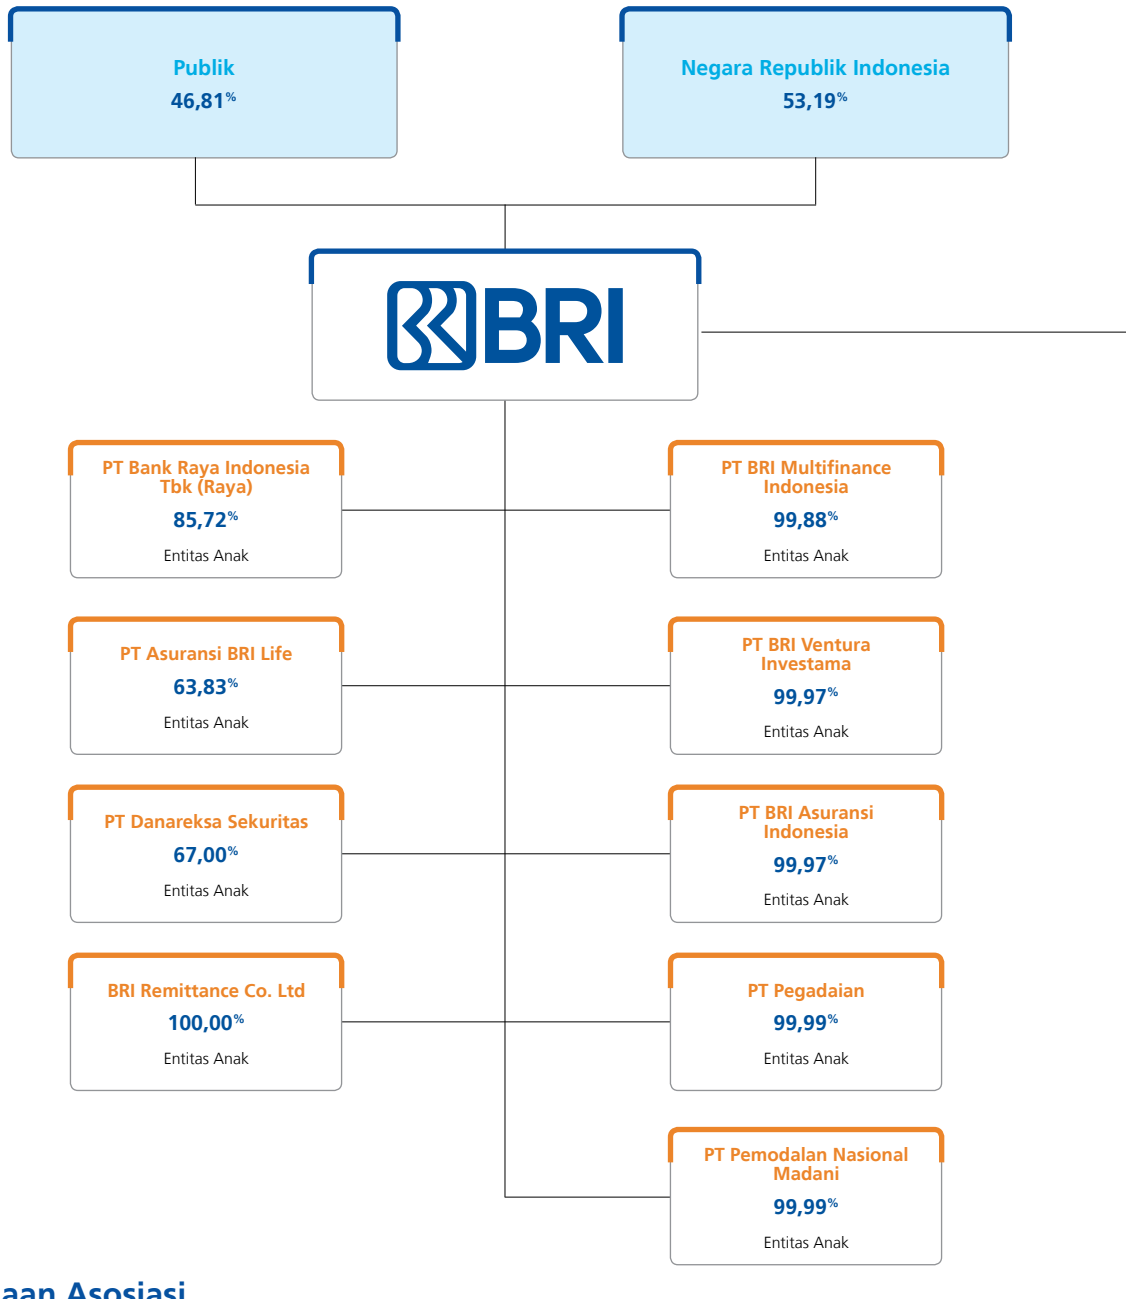 Publik
46,81%
Negara Republik Indonesia
53,19%
BRI
PT Bank Raya Indonesia
Tbk (Raya)
85,72%
Entitas Anak
PT BRI Multifinance
Indonesia
99,88%
Entitas Anak
PT Asuransi BRI Life
63,83%
Entitas Anak
PT BRI Ventura
Investama
99,97%
Entitas Anak
PT Danareksa Sekuritas
67,00%
Entitas Anak
PT BRI Asuransi
Indonesia
99,97%
Entitas Anak
BRI Remittance Co. Ltd
100,00%
Entitas Anak
PT Pegadaian
99,99%
Entitas Anak
PT Pemodalan Nasional
Madani
99,99%
Entitas Anak
aan Asosiasi